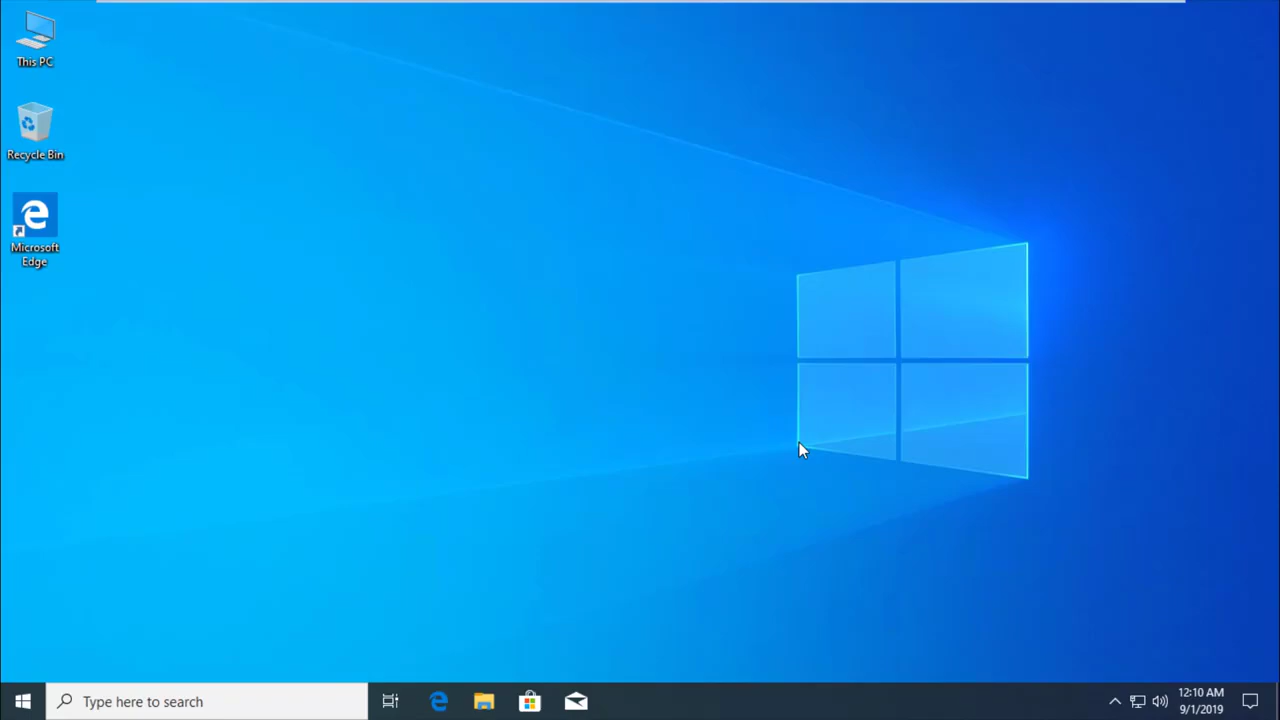 This PC
Recycle Bin
Microsoft
Edge
Type here to search
12:10 AM
9/1/2019